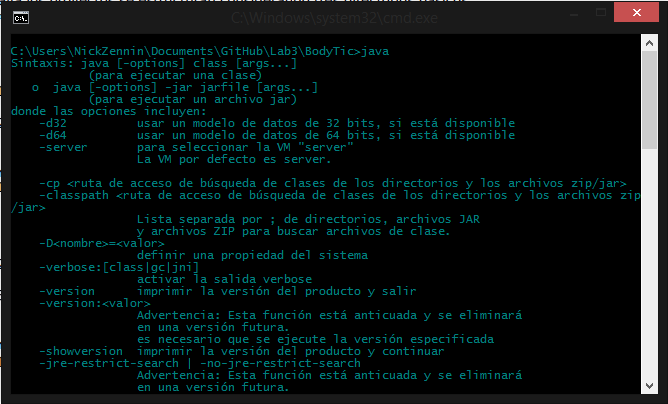 C:\Windows\system32\cmd.exe
C:\Users\NickZennin\Documents\GitHub\Lab3\BodyTic>java
Sintaxis: java [-options] class [args...]
(para ejecutar una clase)
o  java [-options] -jar jarfile [args...]
(para ejecutar un archivo jar)
donde las opciones incluyen:
-d32 usar un modelo de datos de 32 bits, si está disponible
-d64 usar un modelo de datos de 64 bits, si está disponible
-server para seleccionar la VM "server"
La VM por defecto es server.
-cp <ruta de acceso de búsqueda de clases de los directorios y los archivos zip/jar>
-classpath <ruta de acceso de búsqueda de clases de los directorios y los archivos zip
/jar>
Lista separada por ; de directorios, archivos JAR
y archivos ZIP para buscar archivos de clase.
-D<nombre>=<valor>
definir una propiedad del sistema
-verbose:[class|gc|jni]
activar la salida verbose
-version imprimir la versión del producto y salir
-version:<valor>
Advertencia: Esta función está anticuada y se eliminará
en una versión futura.
es necesario que se ejecute la versión especificada
-showversion imprimir la versión del producto y continuar
-jre-restrict-search | -no-jre-restrict-search
Advertencia: Esta función está anticuada y se eliminará
en una versión futura.